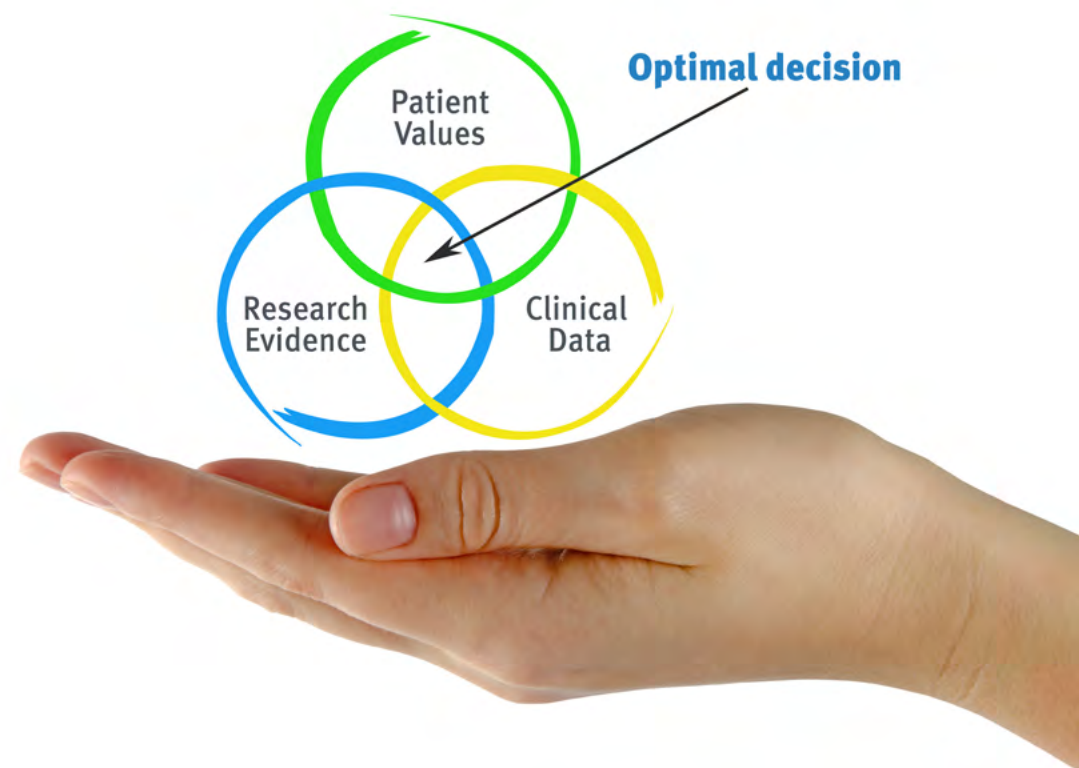 Optimal decision
Patient
Values
Research
Evidence
Clinical
Data